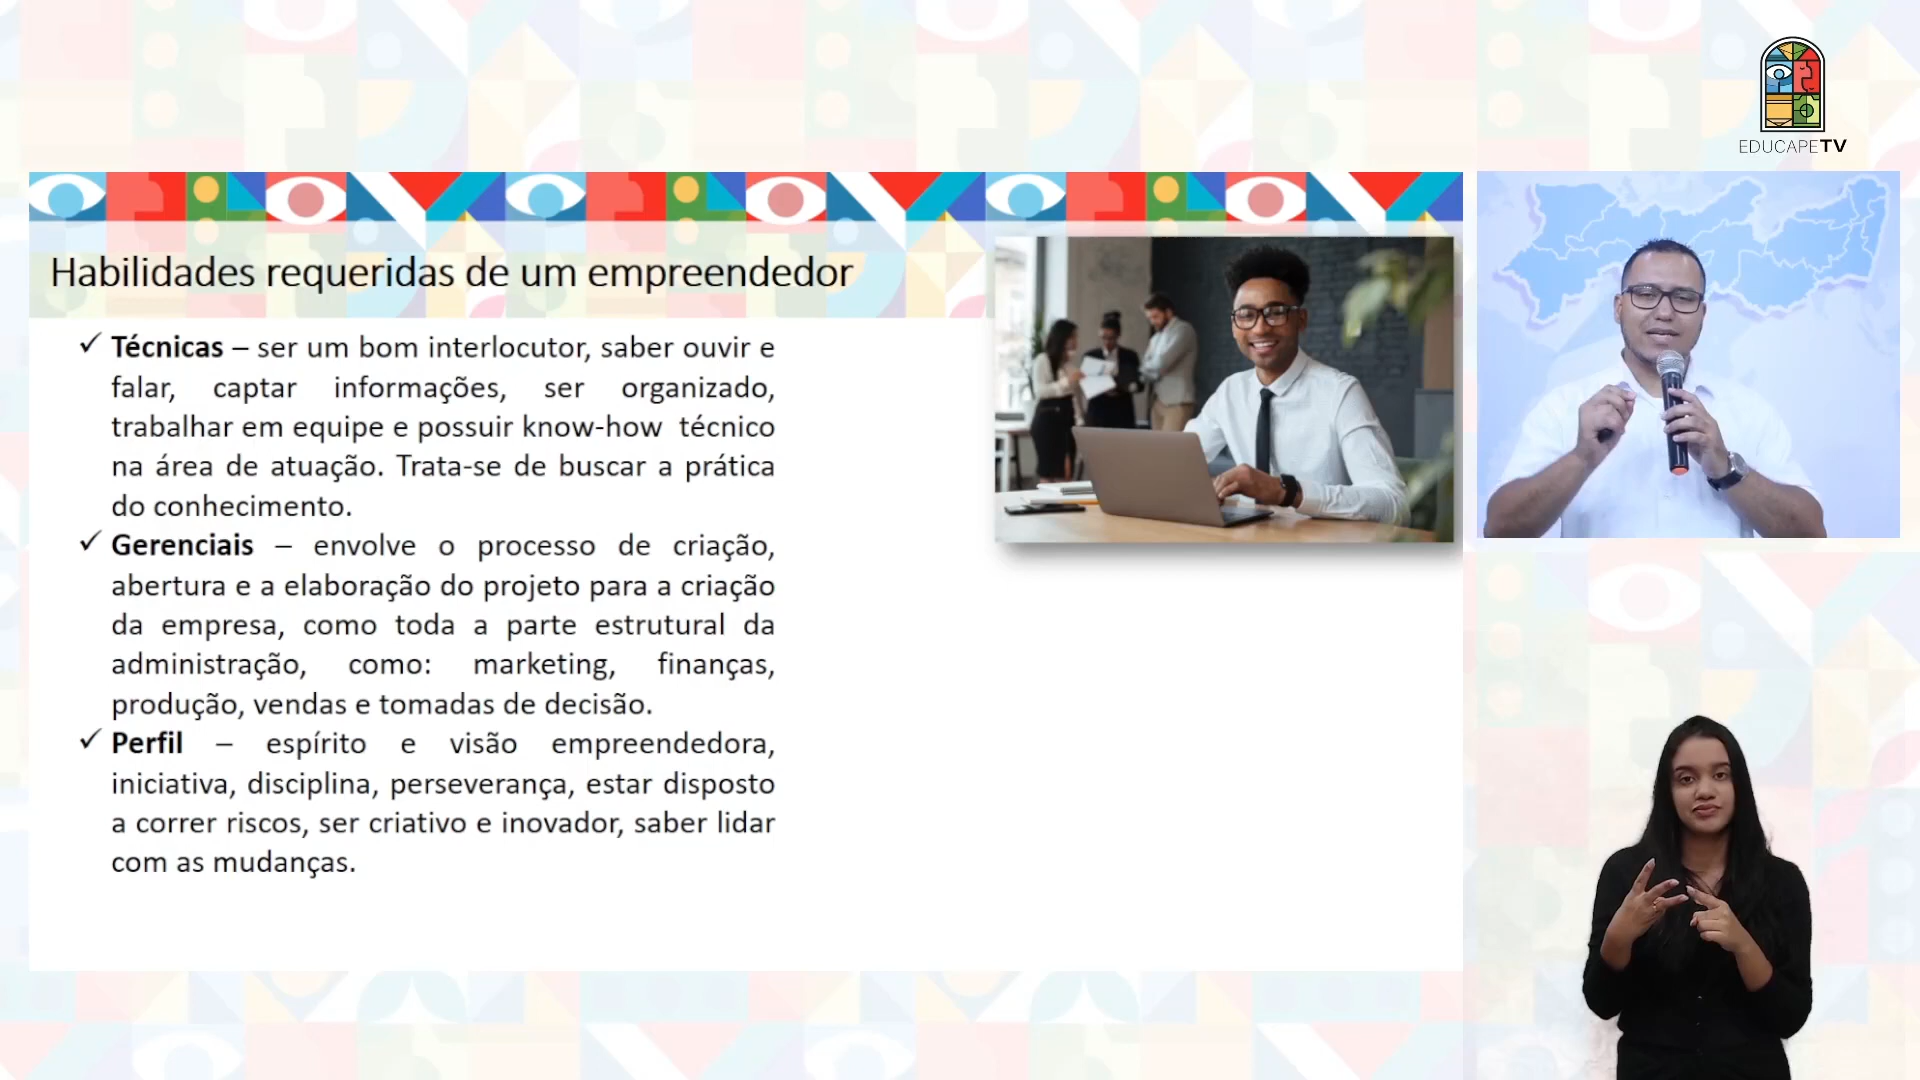 EDUCAPETV
Habilidades requeridas de um empreendedor
✓ Técnicas – ser um bom interlocutor, saber ouvir e
falar, captar informações, ser organizado,
trabalhar em equipe e possuir know-how técnico
na área de atuação. Trata-se de buscar a prática
do conhecimento.
✓ Gerenciais – envolve o processo de criação,
abertura e a elaboração do projeto para a criação
da empresa, como toda a parte estrutural da
administração, como: marketing, finanças,
produção, vendas e tomadas de decisão.
✓ Perfil – espírito e visão empreendedora,
iniciativa, disciplina, perseverança, estar disposto
a correr riscos, ser criativo e inovador, saber lidar
com as mudanças.